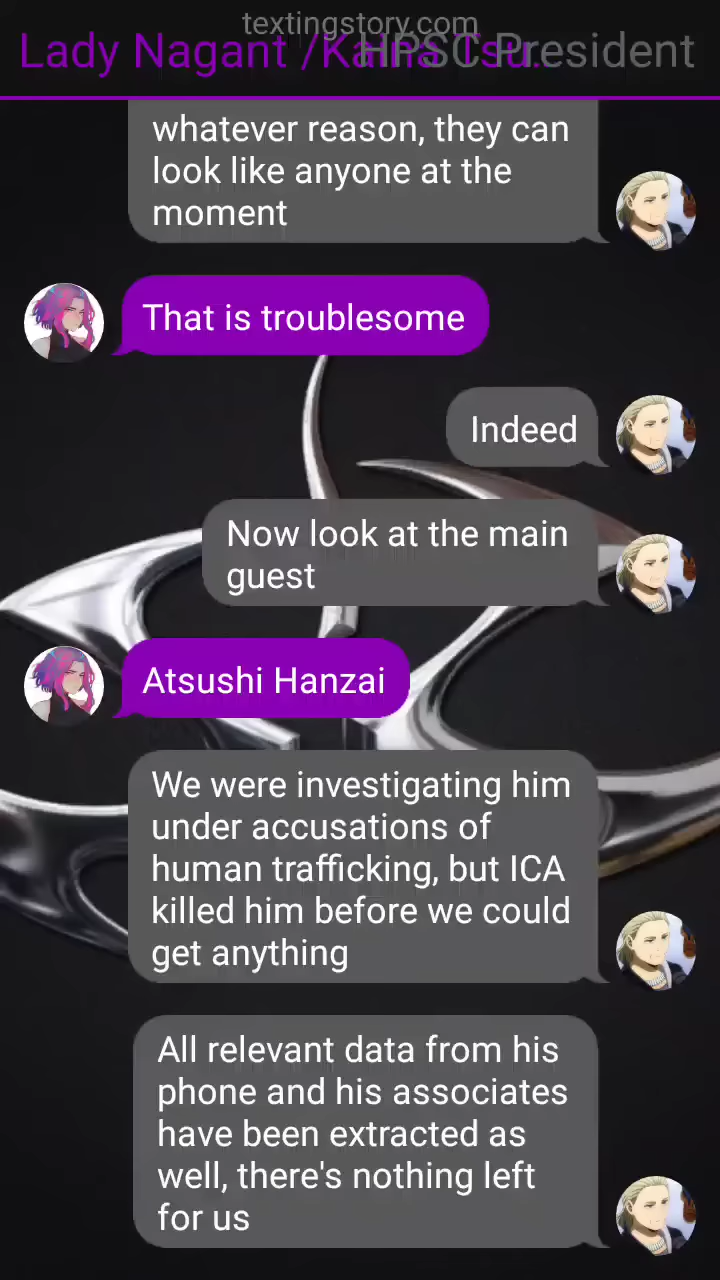 textingstory.com
Lady Nagant /Kaina Tsu.
HPSC President
whatever reason, they can
look like anyone at the
moment
That is troublesome
Indeed
Now look at the main
guest
Atsushi Hanzai
We were investigating him
under accusations of
human trafficking, but ICA
killed him before we could
get anything
All relevant data from his
phone and his associates
have been extracted as
well, there's nothing left
for us